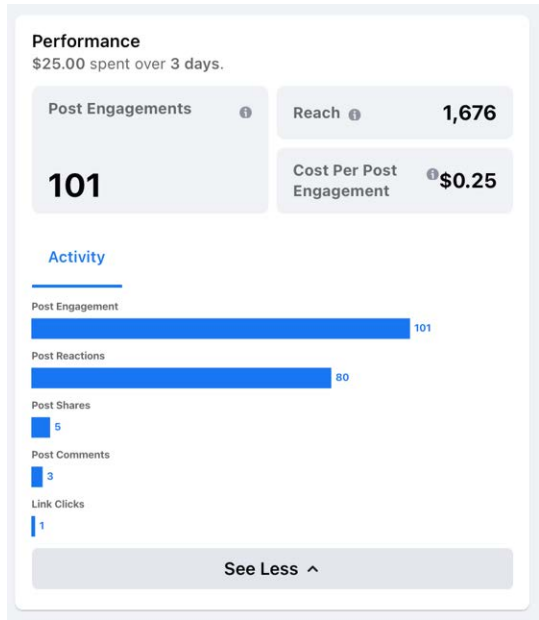 Performance
$25.00 spent over 3 days.
Post Engagements
101
Reach 1,676
Cost Per Post
Engagement
$0.25
Activity
Post Engagement
101
Post Reactions
80
Post Shares
5
Post Comments
3
Link Clicks
1
See Less